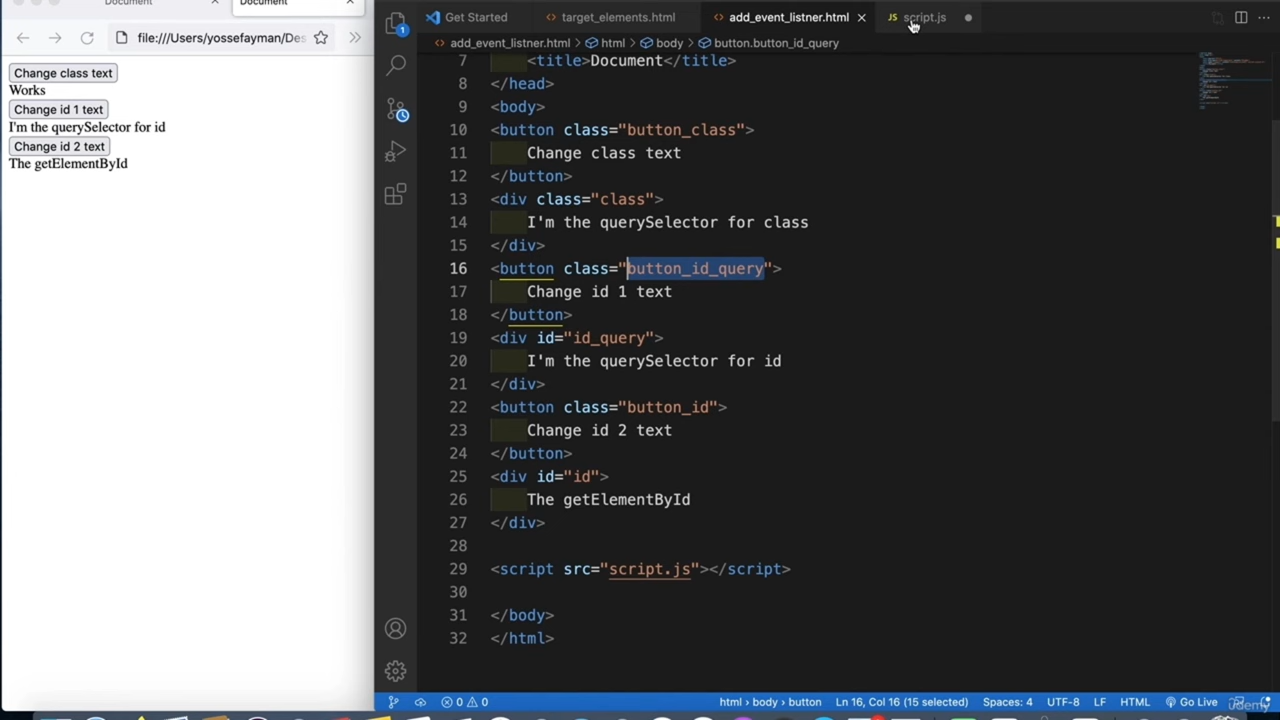 Document
Document
file:///Users/yossefayman/Des
Change class text
Works
Change id 1 text
I'm the querySelector for id
Change id 2 text
The getElementById
1
Get Started
target_elements.html
add_event_listner.html
JS script.js
add_event_listner.html > html > body > button.button_id_query
7 <title>Document</title>
8 </head>
9 <body>
10 <button class="button_class">
11 Change class text
12 </button>
13 <div class="class">
14 I'm the querySelector for class
15 </div>
16 <button class="button_id_query">
17 Change id 1 text
18 </button>
19 <div id="id_query">
20 I'm the querySelector for id
21 </div>
22 <button class="button_id">
23 Change id 2 text
24 </button>
25 <div id="id">
26 The getElementById
27 </div>
28
29 <script src="script.js"></script>
30
31 </body>
32 </html>
0 0 html > body > button Ln 16, Col 16 (15 selected) Spaces: 4 UTF-8 LF HTML Go Live
Udemy